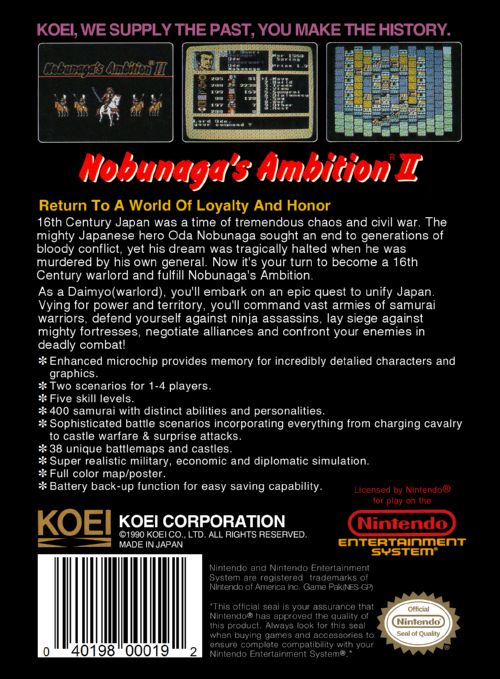 KOEI, WE SUPPLY THE PAST, YOU MAKE THE HISTORY.
Nobunaga's Ambition II
Nobunaga's Ambition® II
Return To A World Of Loyalty And Honor
16th Century Japan was a time of tremendous chaos and civil war. The
mighty Japanese hero Oda Nobunaga sought an end to generations of
bloody conflict, yet his dream was tragically halted when he was
murdered by his own general. Now it's your turn to become a 16th
Century warlord and fulfill Nobunaga's Ambition.
As a Daimyo(warlord), you'll embark on an epic quest to unify Japan.
Vying for power and territory, you'll command vast armies of samurai
warriors, defend yourself against ninja assassins, lay siege against
mighty fortresses, negotiate alliances and confront your enemies in
deadly combat!
✻ Enhanced microchip provides memory for incredibly detalied characters and
graphics.
✻ Two scenarios for 1-4 players.
✻ Five skill levels.
✻ 400 samurai with distinct abilities and personalities.
✻ Sophisticated battle scenarios incorporating everything from charging cavalry
to castle warfare & surprise attacks.
✻ 38 unique battlemaps and castles.
✻ Super realistic military, economic and diplomatic simulation.
✻ Full color map/poster.
✻ Battery back-up function for easy saving capability.
Licensed by Nintendo®
for play on the
Nintendo
ENTERTAINMENT
SYSTEM®
KOEI
KOEI CORPORATION
©1990 KOEI CO., LTD. ALL RIGHTS RESERVED.
MADE IN JAPAN
Nintendo and Nintendo Entertainment
System are registered trademarks of
Nintendo of America Inc. Game Pak(NES-GP)
"This official seal is your assurance that
Nintendo® has approved the quality of
this product. Always look for this seal
when buying games and accessories to
ensure complete compatibility with your
Nintendo Entertainment System®."
Official
Nintendo
Seal of Quality
0 40198 00019 2